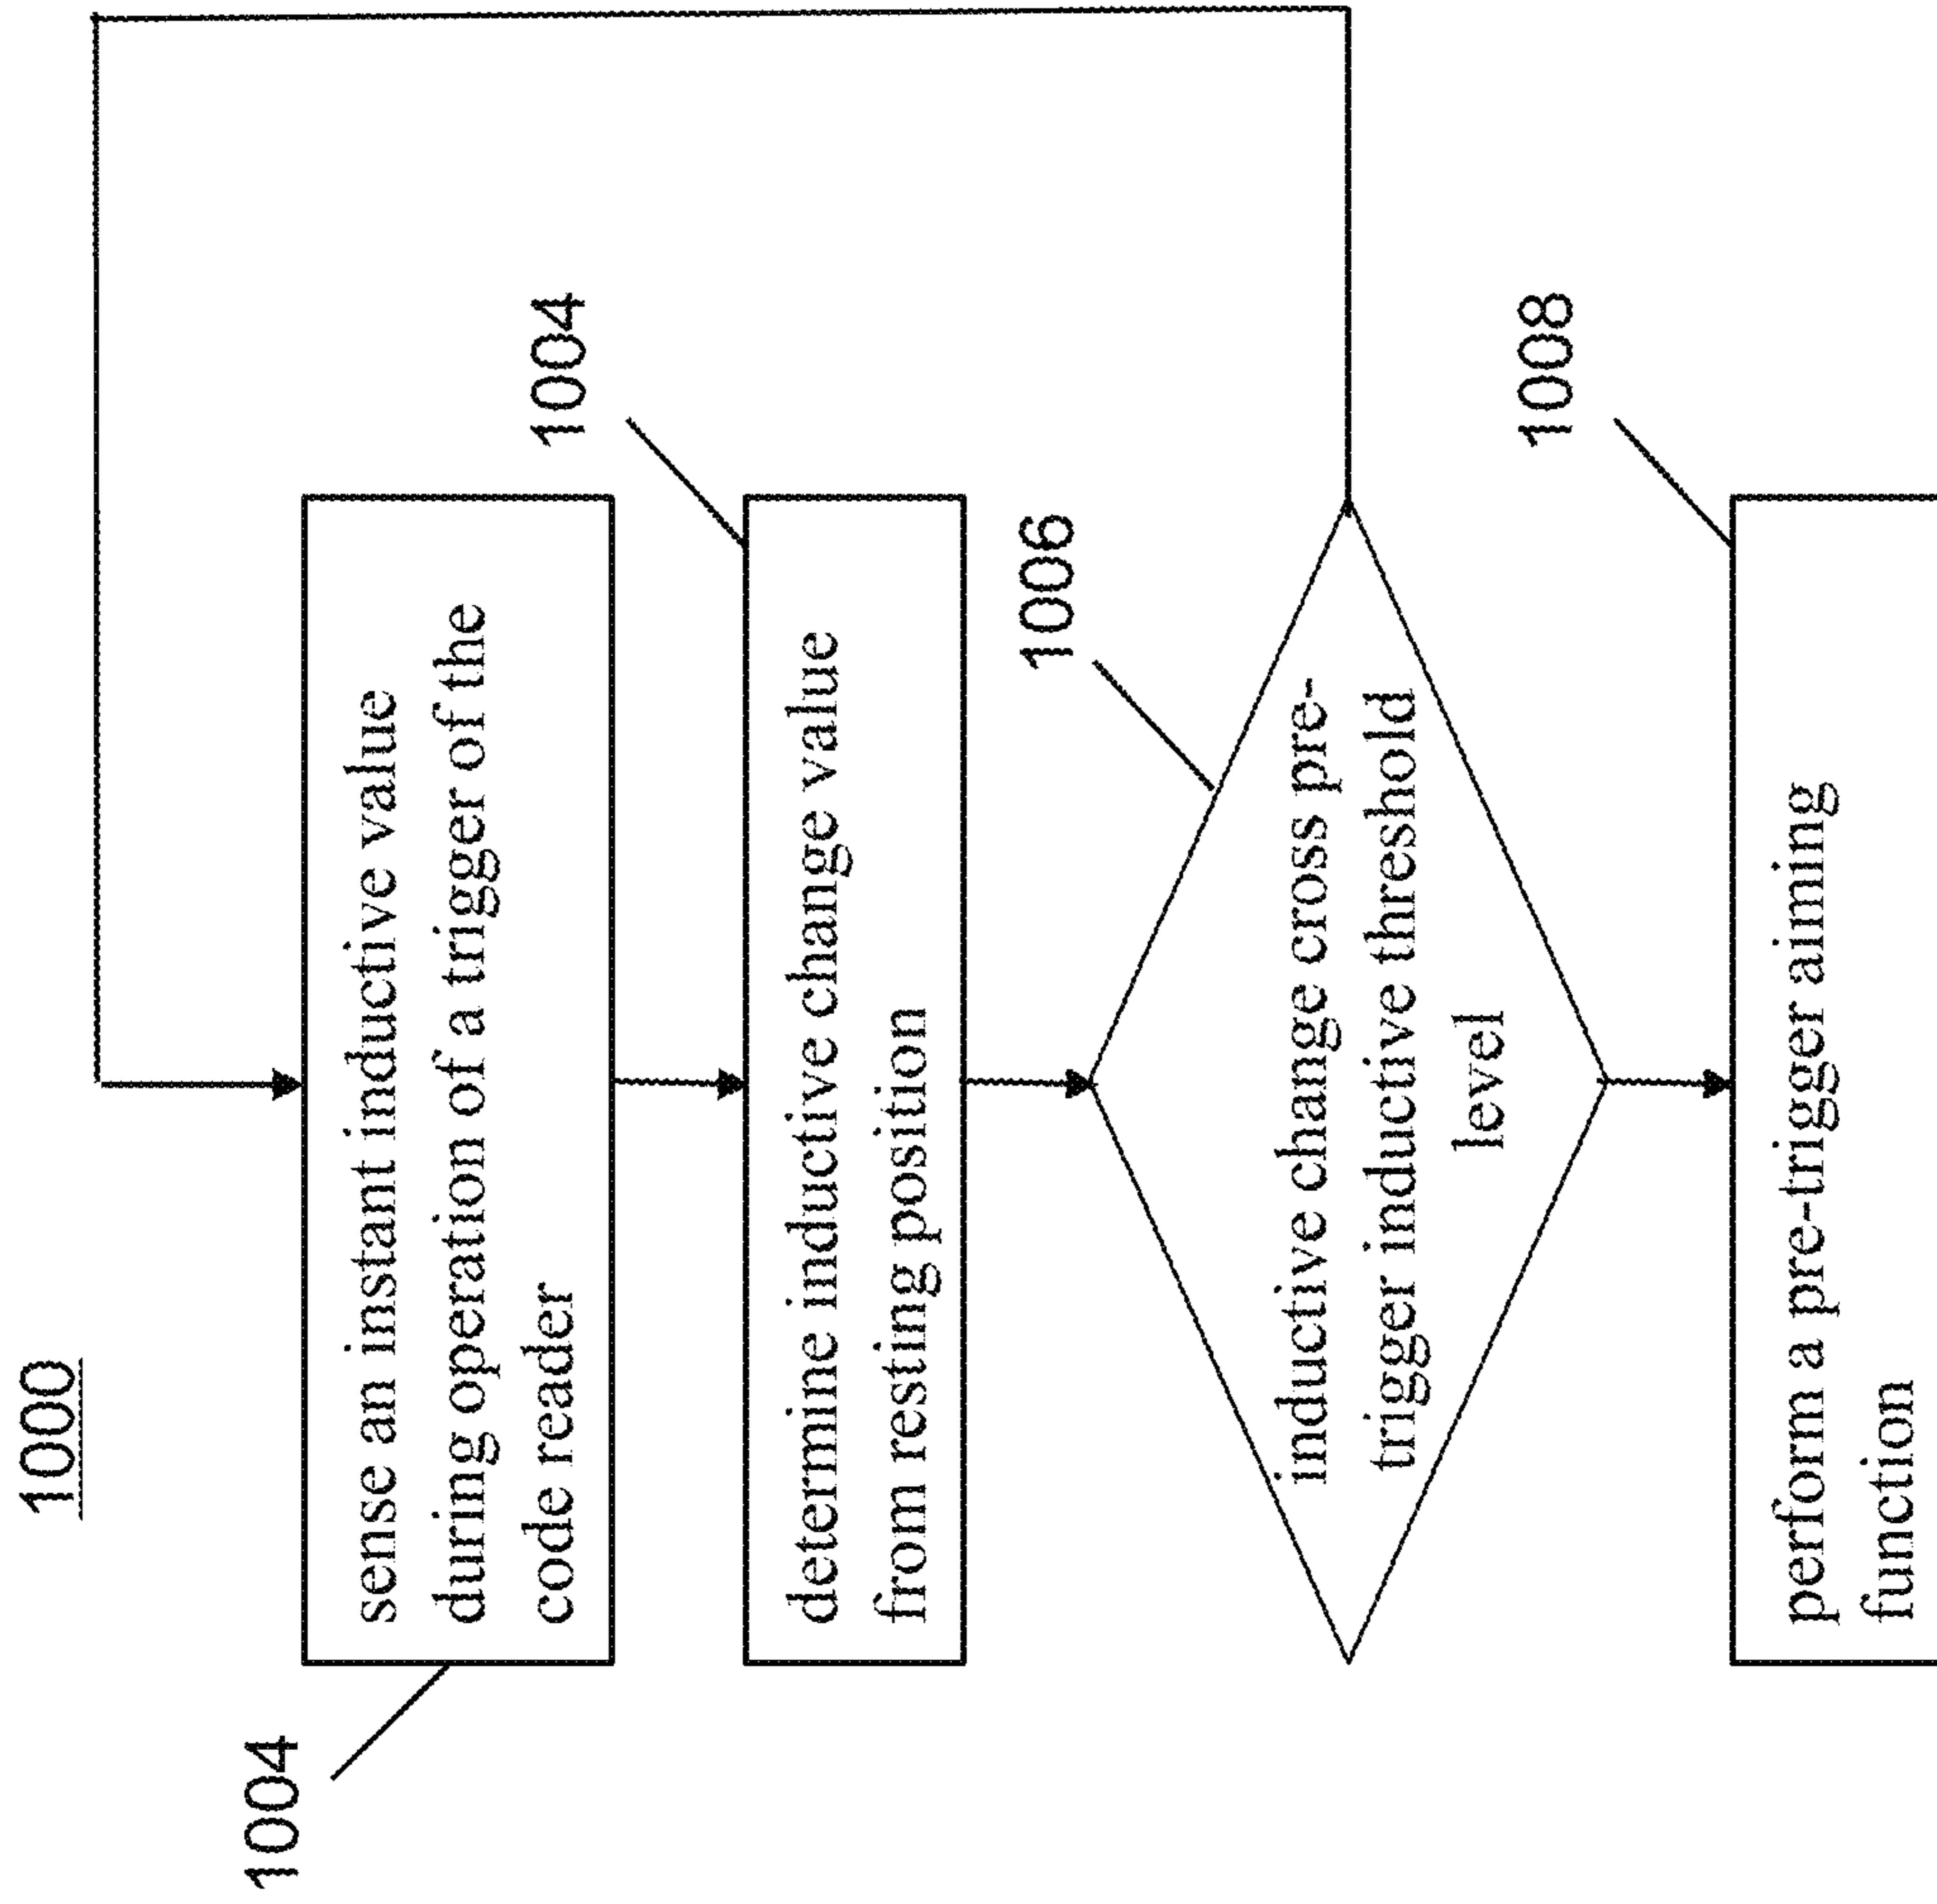 1000
1004
sense an instant inductive value
during operation of a trigger of the
code reader
1004
determine inductive change value
from resting position
1006
inductive change cross pre-
trigger inductive threshold
level
1008
perform a pre-trigger aiming
function